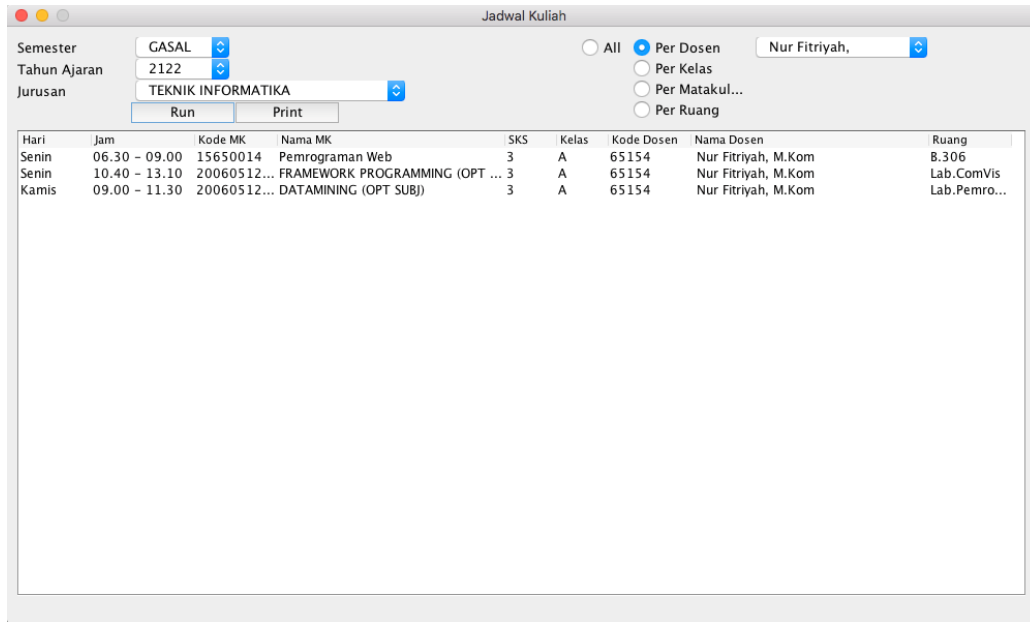 Jadwal Kuliah
Semester GASAL All Per Dosen Nur Fitriyah,
Tahun Ajaran 2122 Per Kelas
Jurusan TEKNIK INFORMATIKA Per Matakul...
Run Print Per Ruang
Hari Jam Kode MK Nama MK SKS Kelas Kode Dosen Nama Dosen Ruang
Senin 06.30 - 09.00 15650014 Pemrograman Web 3 A 65154 Nur Fitriyah, M.Kom B.306
Senin 10.40 - 13.10 20060512... FRAMEWORK PROGRAMMING (OPT ... 3 A 65154 Nur Fitriyah, M.Kom Lab.ComVis
Kamis 09.00 - 11.30 20060512... DATAMINING (OPT SUBJ) 3 A 65154 Nur Fitriyah, M.Kom Lab.Pemro...